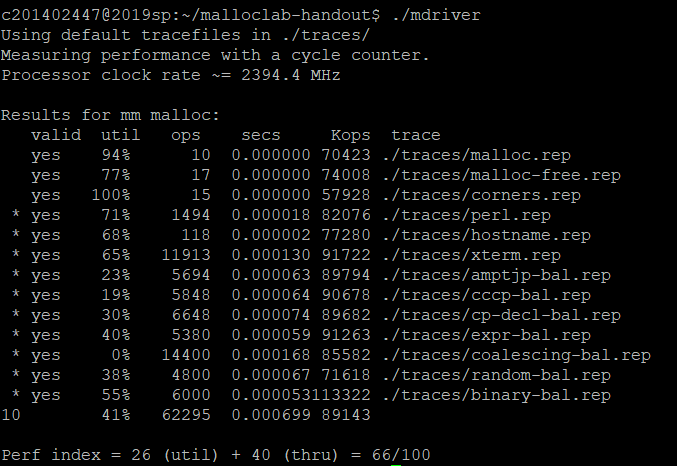 c201402447@2019sp:~/malloclab-handout$ ./mdriver
Using default tracefiles in ./traces/
Measuring performance with a cycle counter.
Processor clock rate ~= 2394.4 MHz

Results for mm malloc:
   valid  util   ops    secs     Kops  trace
   yes    94%      10  0.000000 70423 ./traces/malloc.rep
   yes    77%      17  0.000000 74008 ./traces/malloc-free.rep
   yes   100%      15  0.000000 57928 ./traces/corners.rep
 * yes    71%    1494  0.000018 82076 ./traces/perl.rep
 * yes    68%     118  0.000002 77280 ./traces/hostname.rep
 * yes    65%   11913  0.000130 91722 ./traces/xterm.rep
 * yes    23%    5694  0.000063 89794 ./traces/amptjp-bal.rep
 * yes    19%    5848  0.000064 90678 ./traces/cccp-bal.rep
 * yes    30%    6648  0.000074 89682 ./traces/cp-decl-bal.rep
 * yes    40%    5380  0.000059 91263 ./traces/expr-bal.rep
 * yes     0%   14400  0.000168 85582 ./traces/coalescing-bal.rep
 * yes    38%    4800  0.000067 71618 ./traces/random-bal.rep
 * yes    55%    6000  0.000053113322 ./traces/binary-bal.rep
10        41%   62295  0.000699 89143

Perf index = 26 (util) + 40 (thru) = 66/100